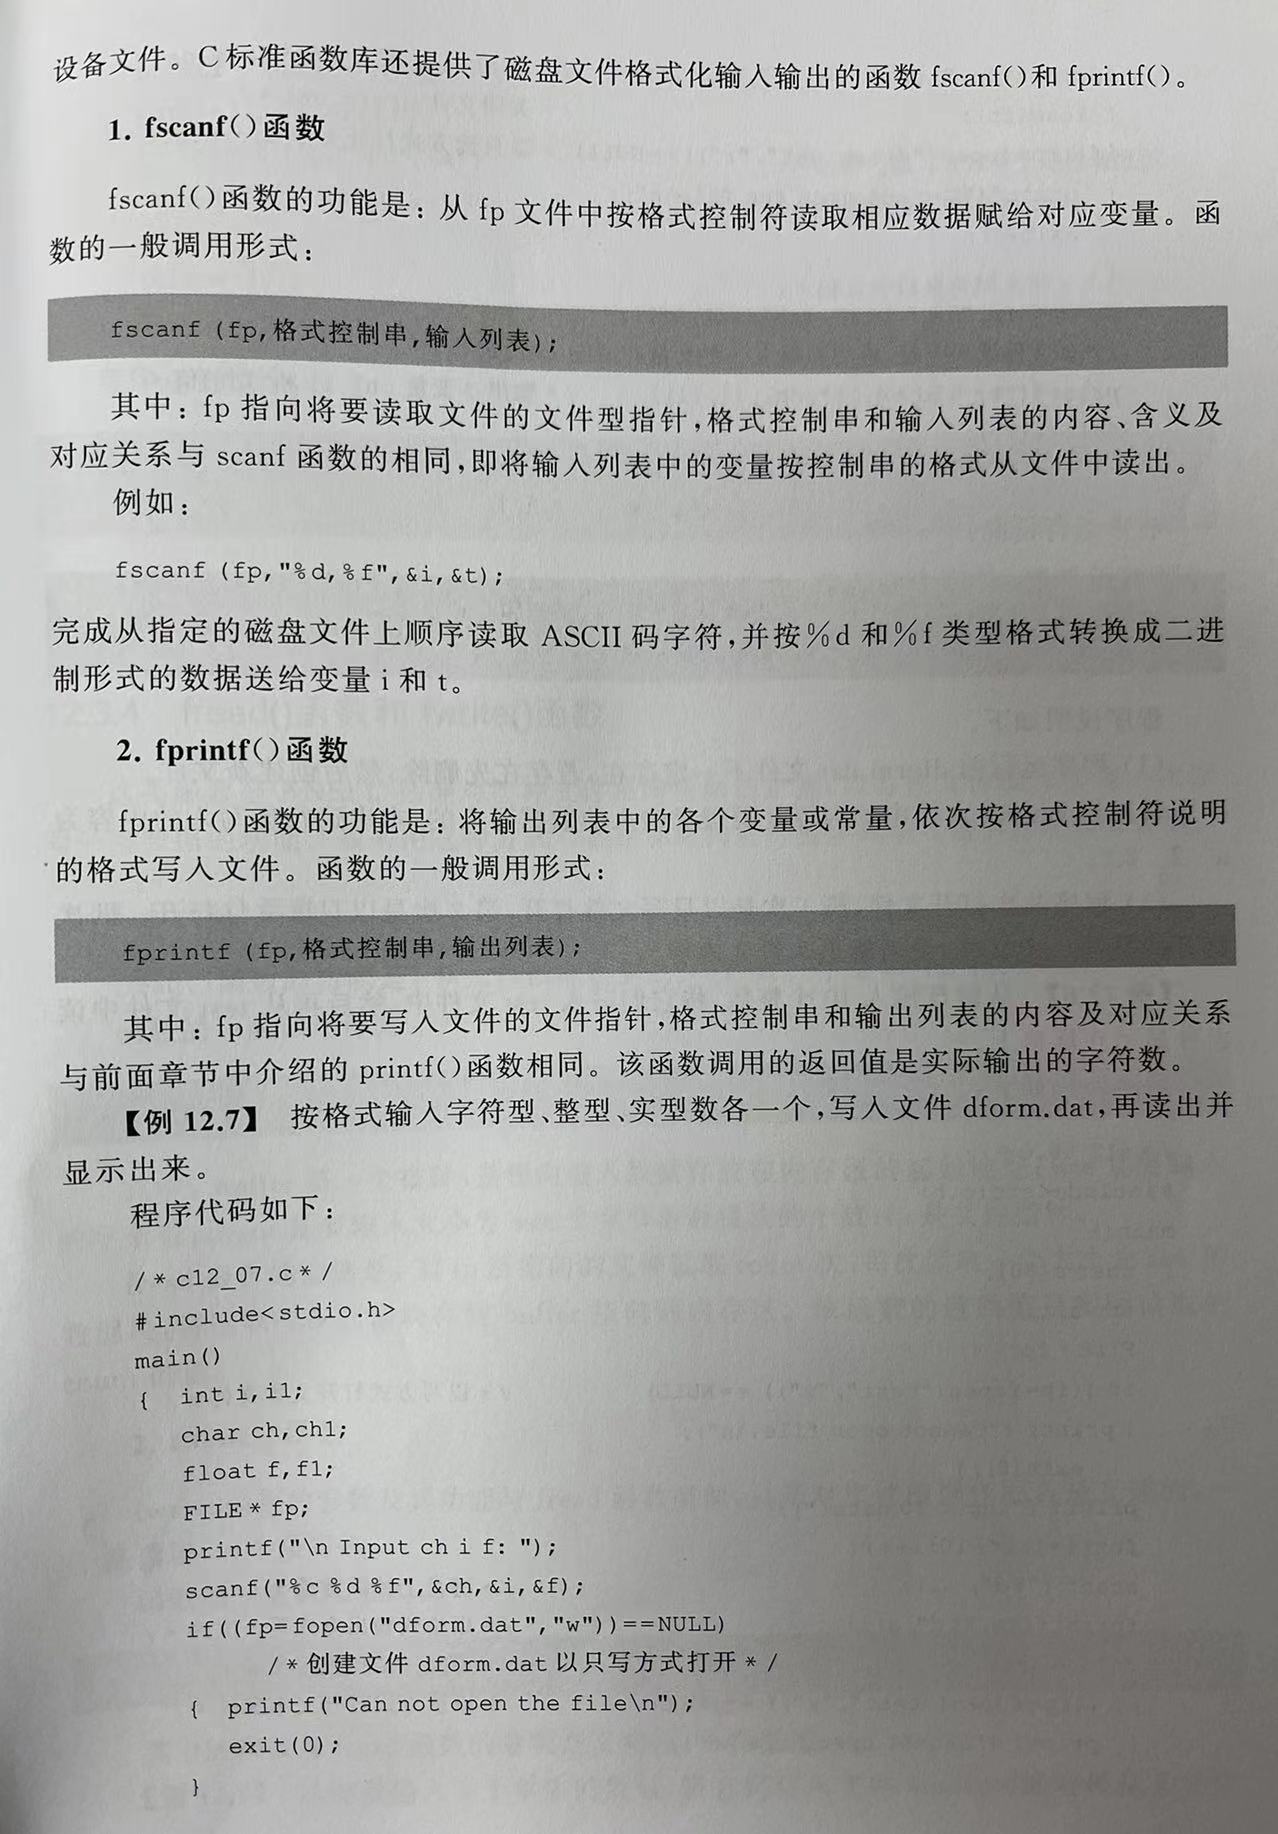 设备文件。C标准函数库还提供了磁盘文件格式化输入输出的函数 fscanf()和 fprintf()。
1. fscanf()函数
fscanf()函数的功能是：从 fp 文件中按格式控制符读取相应数据赋给对应变量。函
数的一般调用形式：
fscanf (fp,格式控制串,输入列表);
其中：fp 指向将要读取文件的文件型指针,格式控制串和输入列表的内容、含义及
对应关系与 scanf 函数的相同,即将输入列表中的变量按控制串的格式从文件中读出。
例如：
fscanf (fp,"%d,%f",&i,&t);
完成从指定的磁盘文件上顺序读取 ASCII 码字符,并按%d 和%f 类型格式转换成二进
制形式的数据送给变量 i 和 t。
2. fprintf()函数
fprintf()函数的功能是：将输出列表中的各个变量或常量,依次按格式控制符说明
的格式写入文件。函数的一般调用形式：
fprintf (fp,格式控制串,输出列表);
其中：fp 指向将要写入文件的文件指针,格式控制串和输出列表的内容及对应关系
与前面章节中介绍的 printf()函数相同。该函数调用的返回值是实际输出的字符数。
【例 12.7】 按格式输入字符型、整型、实型数各一个,写入文件 dform.dat,再读出并
显示出来。
程序代码如下：
/*c12_07.c*/
#include<stdio.h>
main()
{ int i,i1;
char ch,ch1;
float f,f1;
FILE* fp;
printf("\n Input ch i f: ");
scanf("%c %d %f",&ch,&i,&f);
if((fp=fopen("dform.dat","w"))==NULL)
/*创建文件 dform.dat 以只写方式打开*/
{ printf("Can not open the file\n");
exit(0);
}